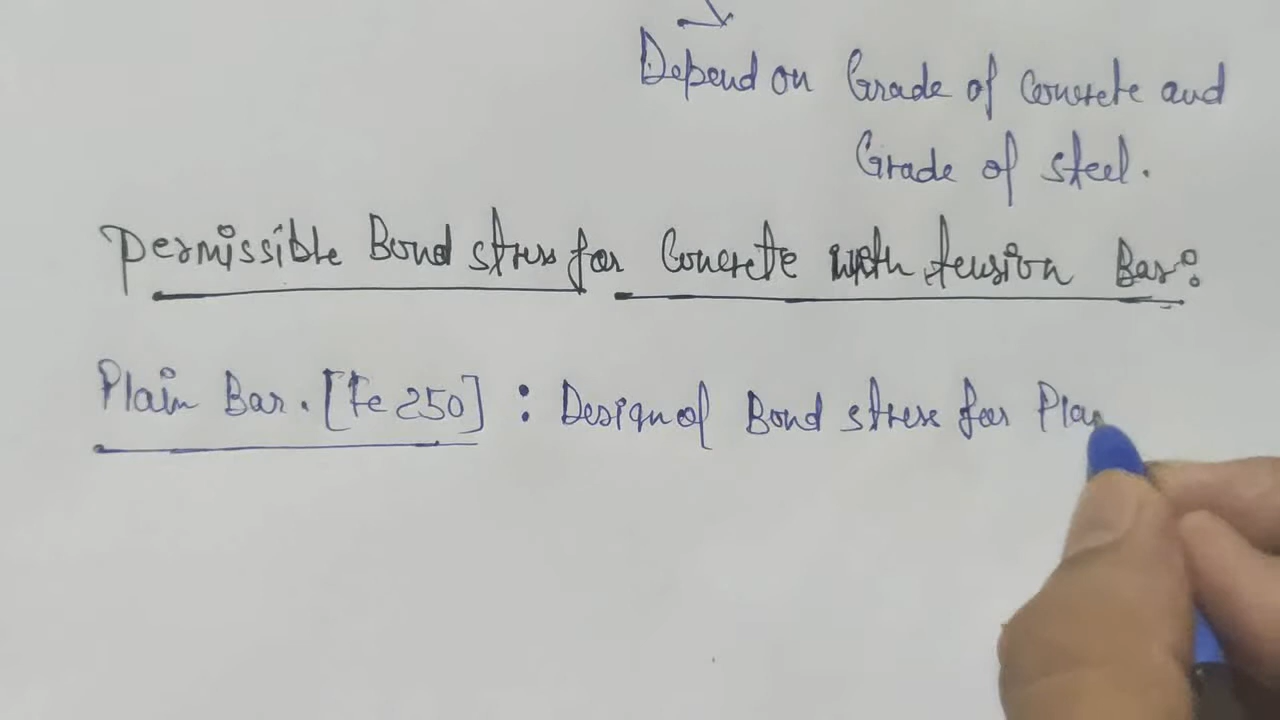 Depend on Grade of Concrete and
Grade of steel.
Permissible Bond stress for Concrete with tension Bar:
Plain Bar. [Fe 250] : Design of Bond stress for Plai